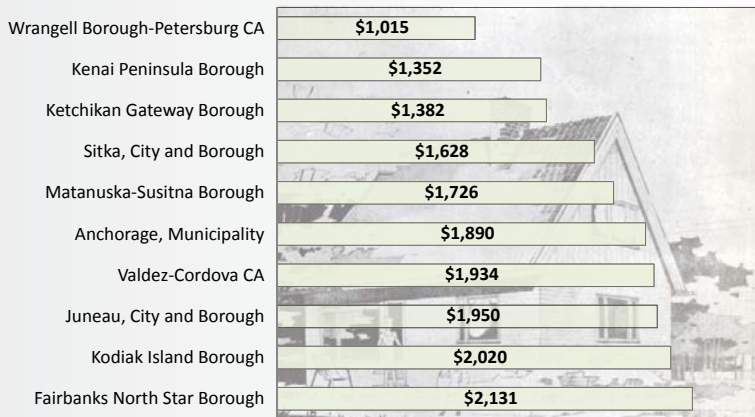 Wrangell Borough-Petersburg CA $1,015
Kenai Peninsula Borough $1,352
Ketchikan Gateway Borough $1,382
Sitka, City and Borough $1,628
Matanuska-Susitna Borough $1,726
Anchorage, Municipality $1,890
Valdez-Cordova CA $1,934
Juneau, City and Borough $1,950
Kodiak Island Borough $2,020
Fairbanks North Star Borough $2,131